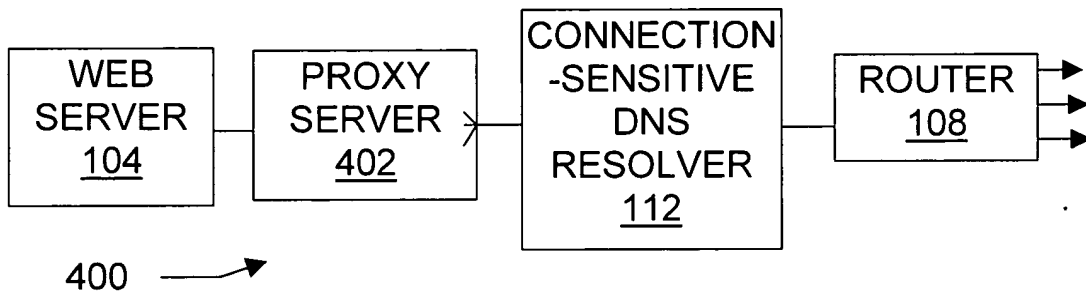 WEB
SERVER
104
PROXY
SERVER
402
CONNECTION
-SENSITIVE
DNS
RESOLVER
112
ROUTER
108
400